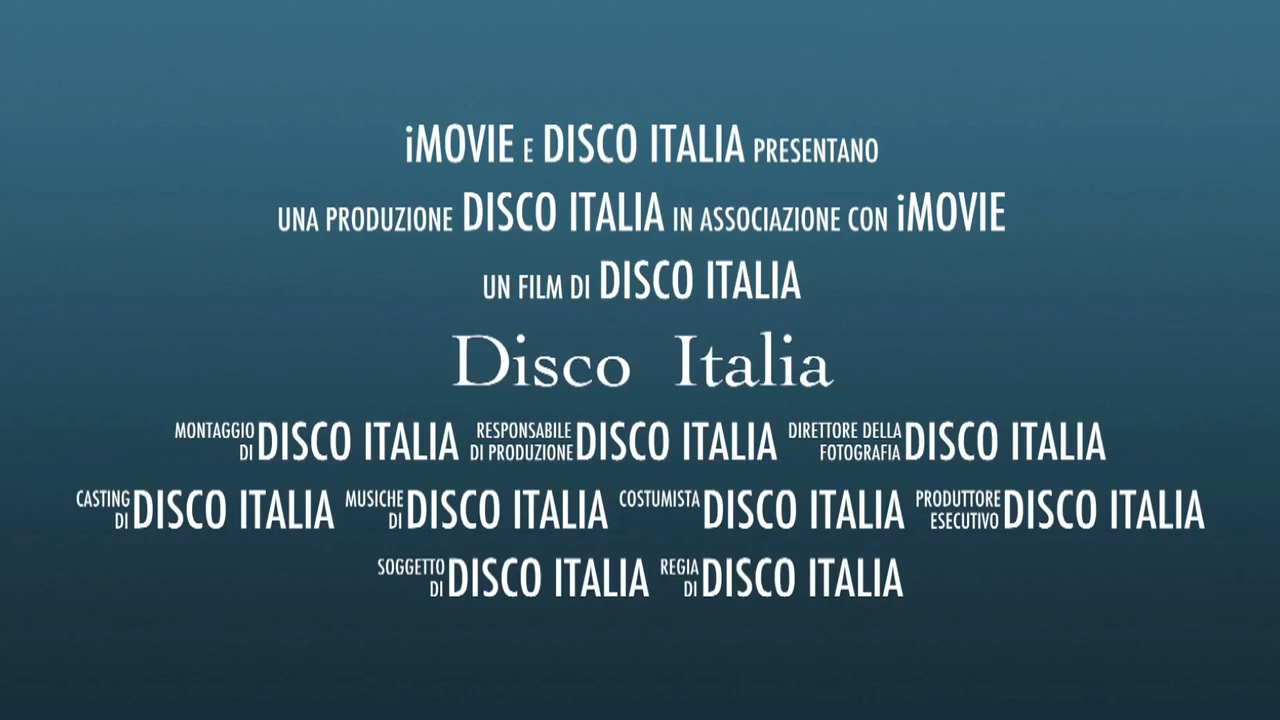 iMOVIE E DISCO ITALIA PRESENTANO
UNA PRODUZIONE DISCO ITALIA IN ASSOCIAZIONE CON iMOVIE
UN FILM DI DISCO ITALIA
Disco Italia
MONTAGGIO DI DISCO ITALIA RESPONSABILE DI PRODUZIONE DISCO ITALIA DIRETTORE DELLA FOTOGRAFIA DISCO ITALIA
CASTING DI DISCO ITALIA MUSICHE DI DISCO ITALIA COSTUMISTA DISCO ITALIA PRODUTTORE ESECUTIVO DISCO ITALIA
SOGGETTO DI DISCO ITALIA REGIA DI DISCO ITALIA